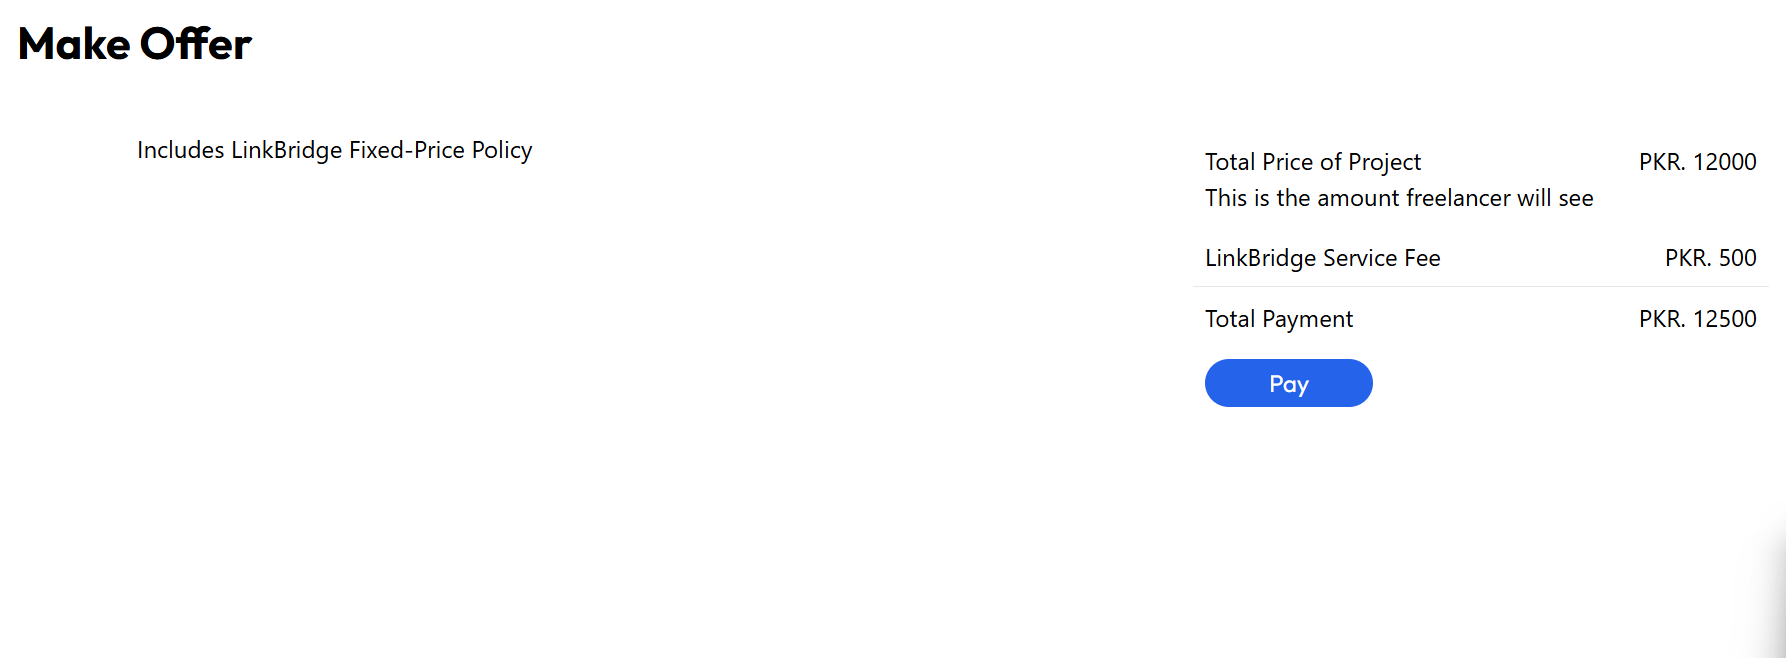 Make Offer
Includes LinkBridge Fixed-Price Policy
Total Price of Project PKR. 12000
This is the amount freelancer will see
LinkBridge Service Fee PKR. 500
Total Payment PKR. 12500
Pay